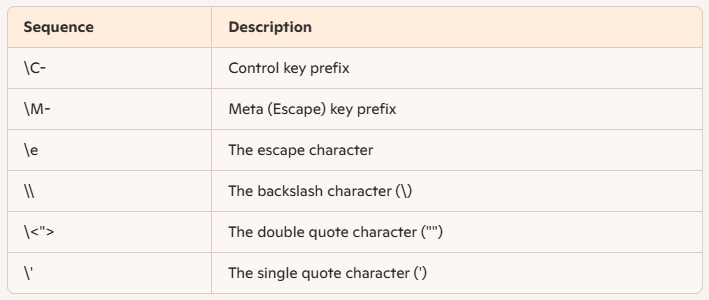 Sequence Description
\C- Control key prefix
\M- Meta (Escape) key prefix
\e The escape character
\\ The backslash character (\)
\<"> The double quote character ("")
\' The single quote character (')